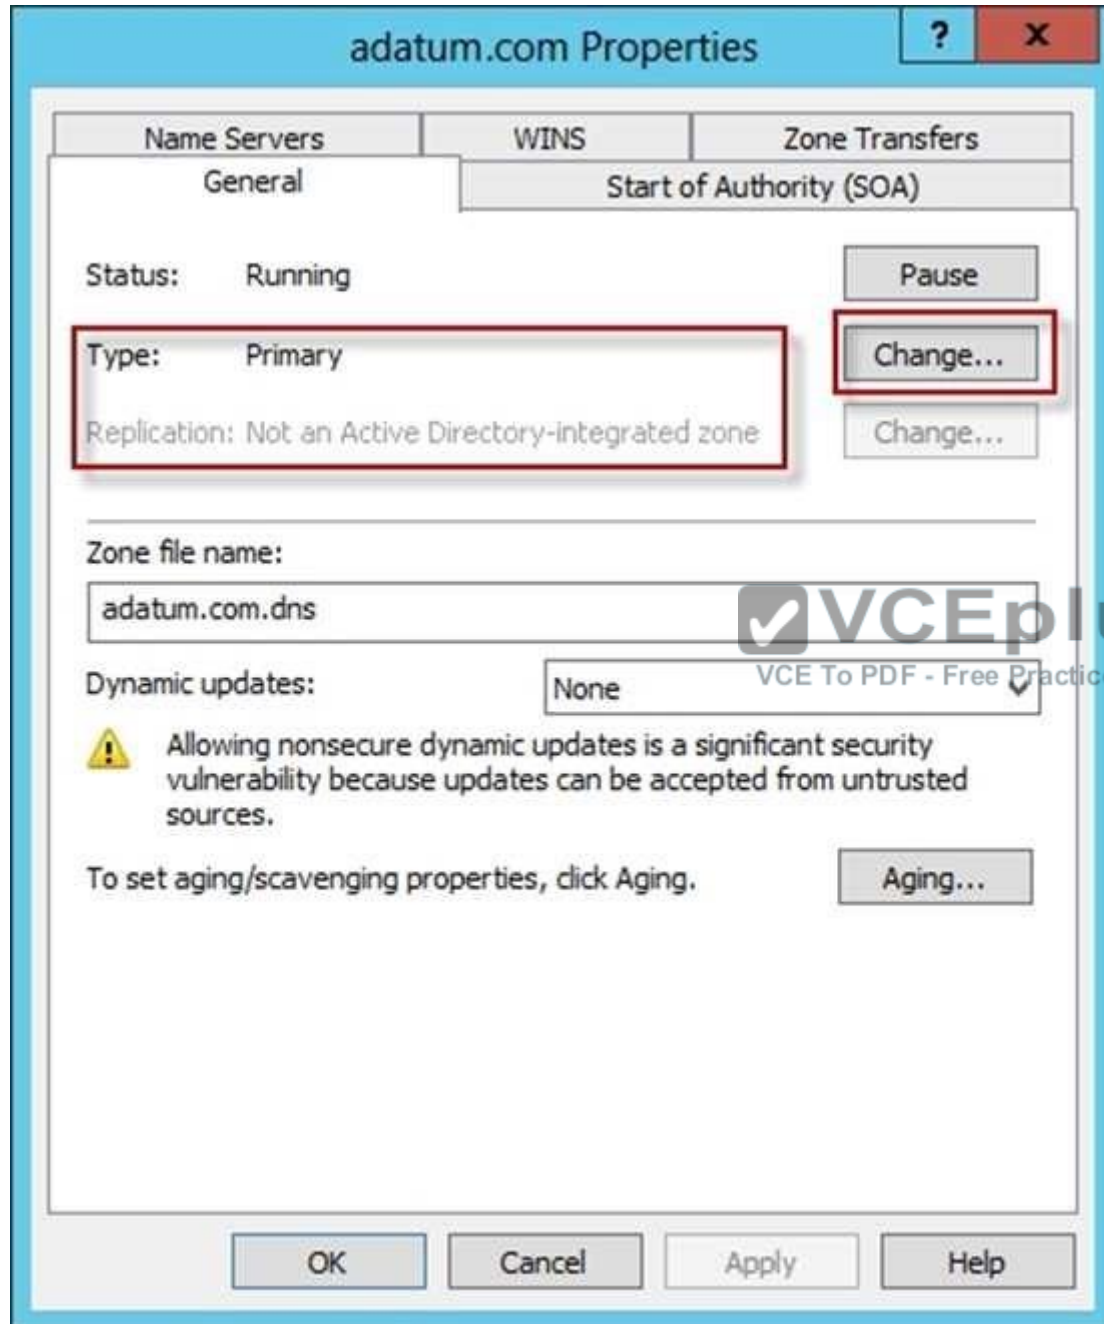 adatum.com Properties
?
x
Name Servers
WINS
Zone Transfers
General
Start of Authority (SOA)
Status: Running
Pause
Type: Primary
Change...
Replication: Not an Active Directory-integrated zone
Change...
Zone file name:
adatum.com.dns
VCEplu
VCE To PDF - Free Practic
Dynamic updates:
None
Allowing nonsecure dynamic updates is a significant security
vulnerability because updates can be accepted from untrusted
sources.
To set aging/scavenging properties, click Aging.
Aging...
OK
Cancel
Apply
Help